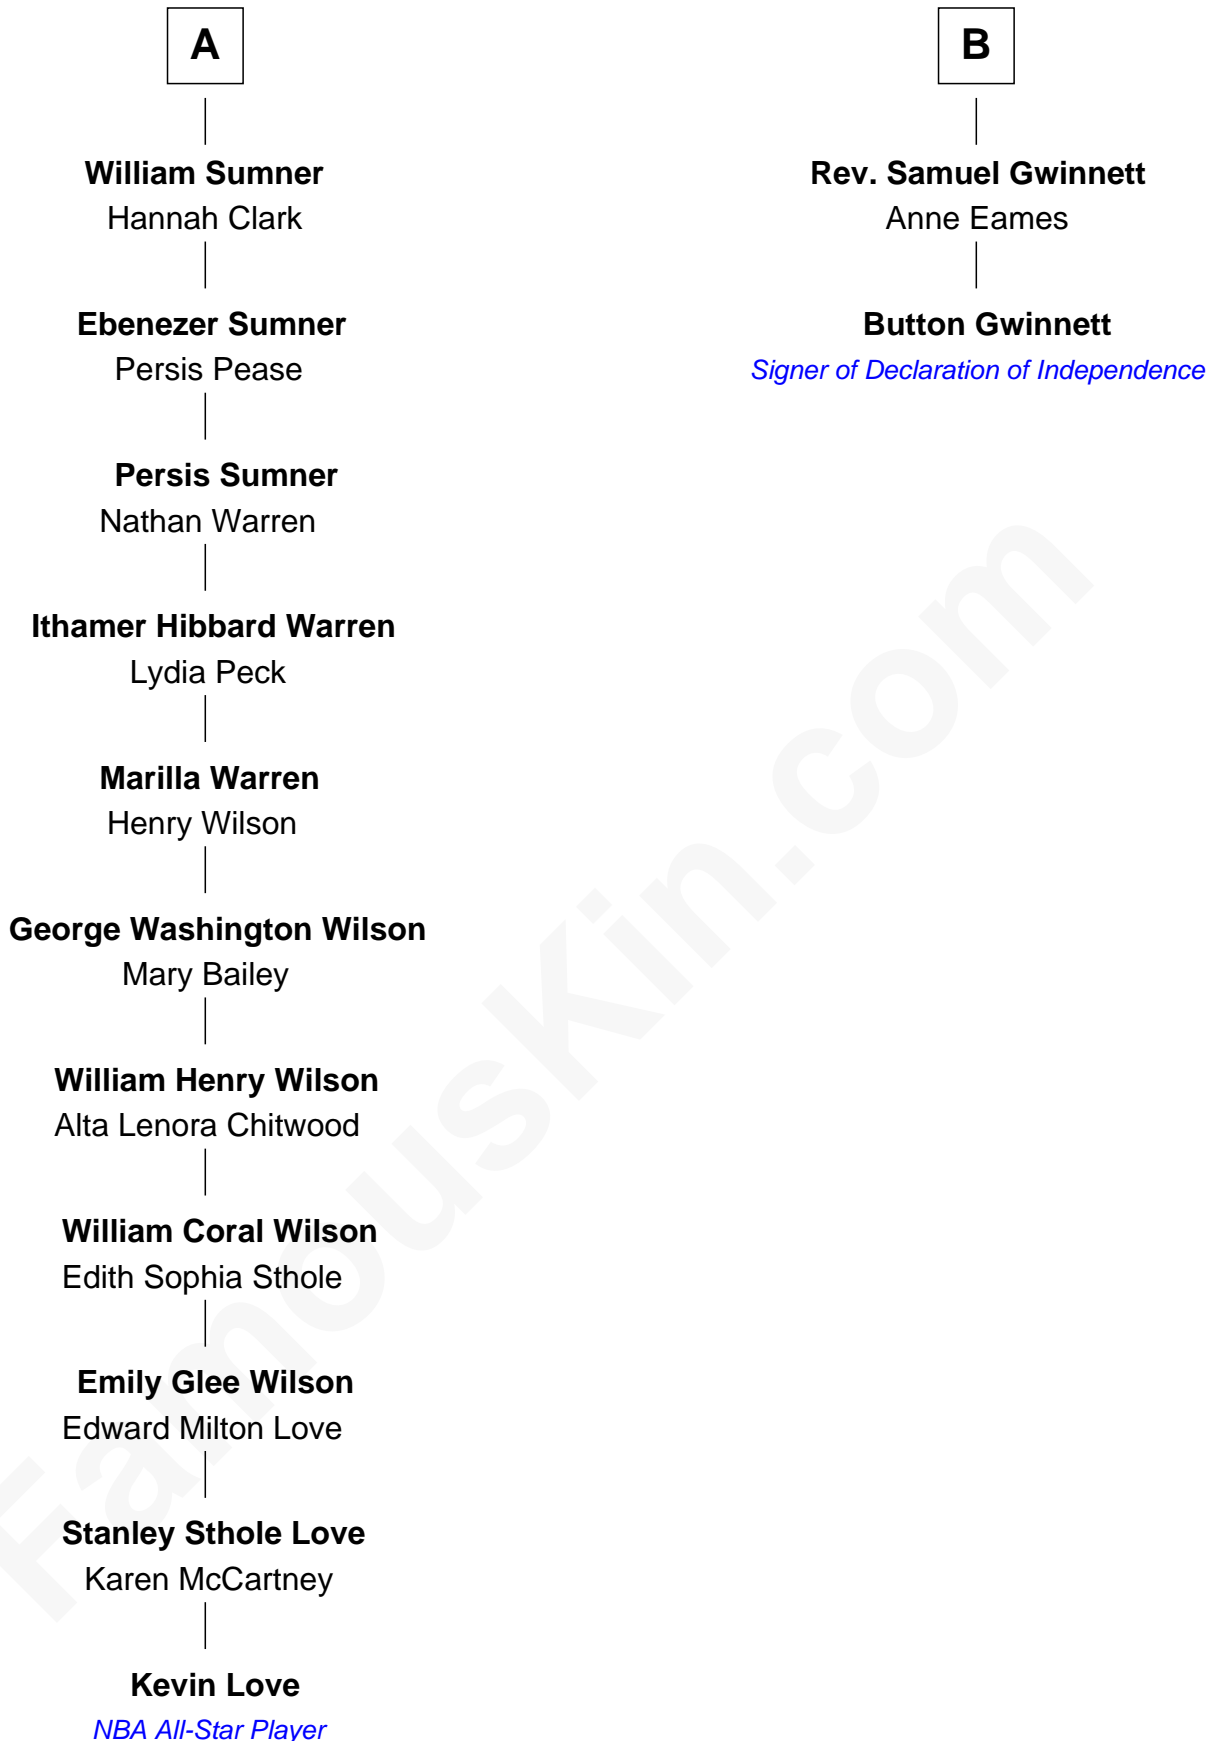 A
William Sumner
Hannah Clark
Ebenezer Sumner
Persis Pease
Persis Sumner
Nathan Warren
Ithamer Hibbard Warren
Lydia Peck
Marilla Warren
Henry Wilson
George Washington Wilson
Mary Bailey
William Henry Wilson
Alta Lenora Chitwood
William Coral Wilson
Edith Sophia Sthole
Emily Glee Wilson
Edward Milton Love
Stanley Sthole Love
Karen McCartney
Kevin Love
NBA All-Star Player
B
Rev. Samuel Gwinnett
Anne Eames
Button Gwinnett
Signer of Declaration of Independence
FamousKin.com